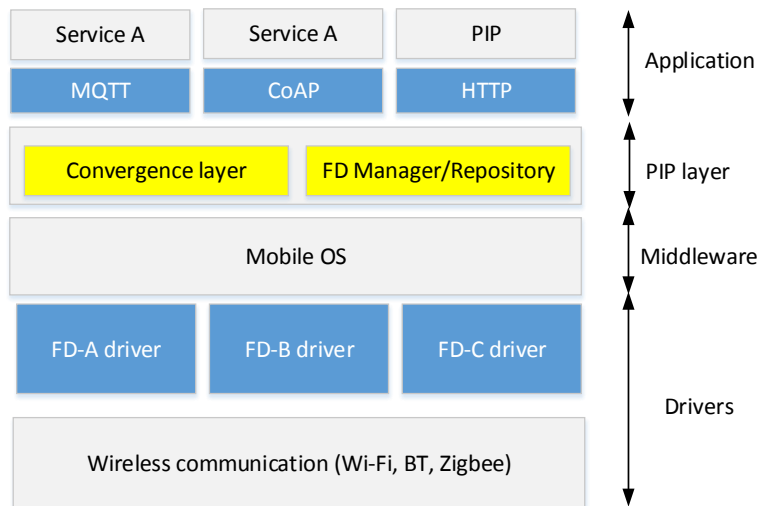 Service A
Service A
PIP
Application
MQTT
CoAP
HTTP
Convergence layer
FD Manager/Repository
PIP layer
Mobile OS
Middleware
FD-A driver
FD-B driver
FD-C driver
Drivers
Wireless communication (Wi-Fi, BT, Zigbee)